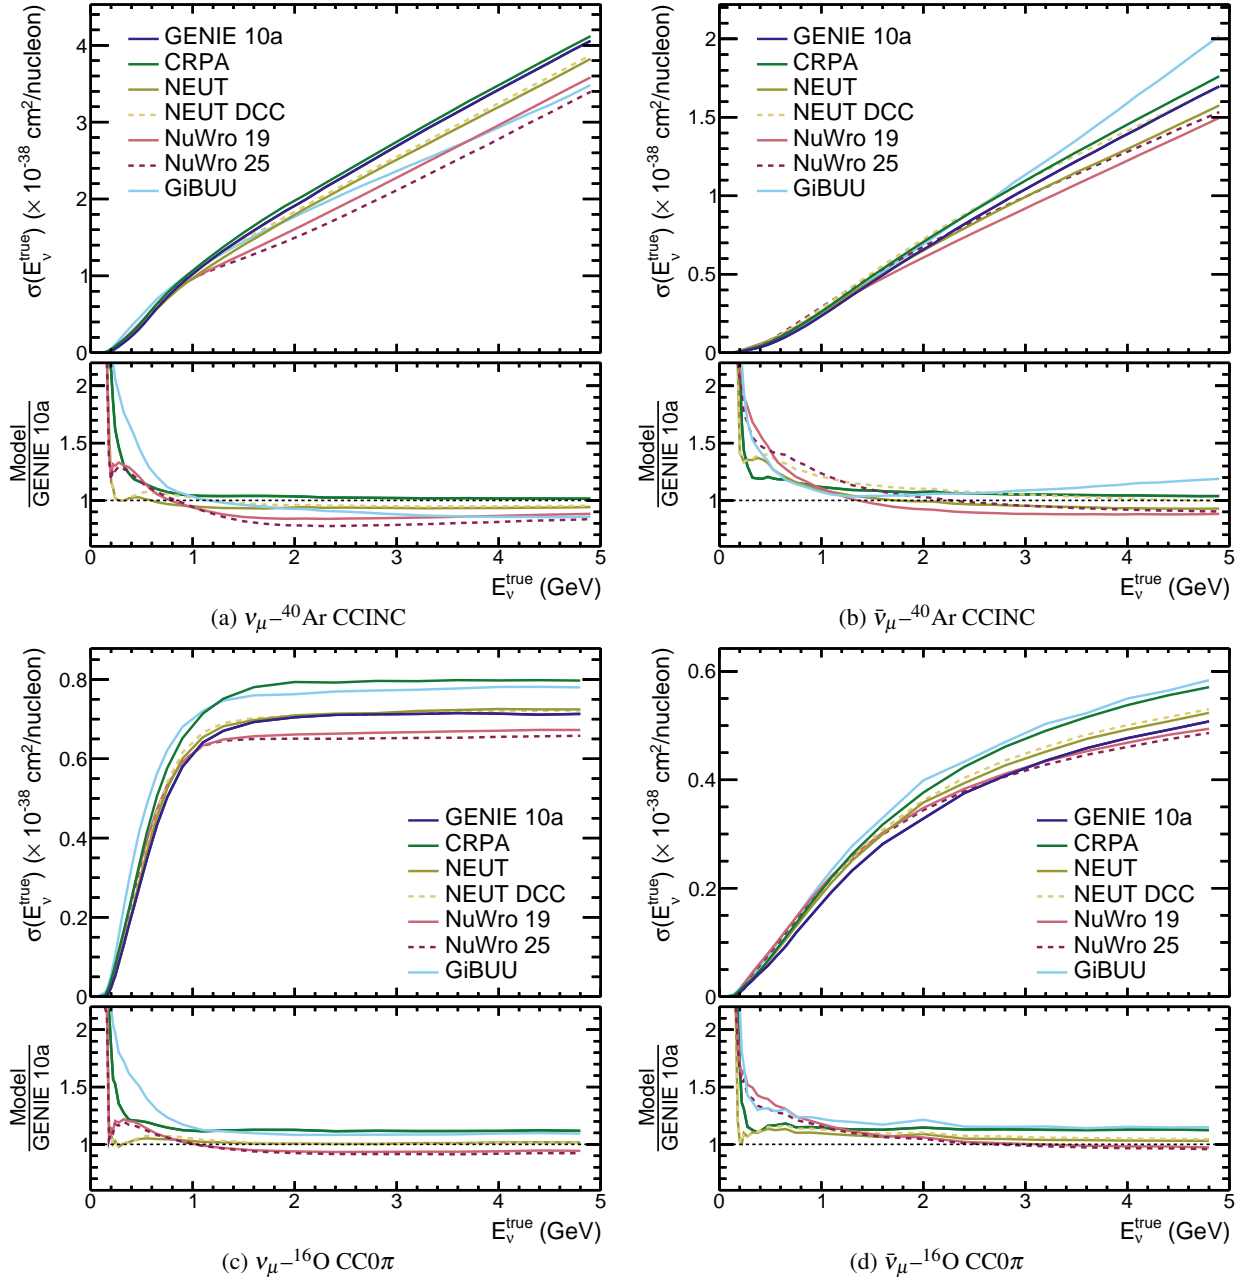 σ(E_ν^true) (× 10⁻³⁸ cm²/nucleon)
4
3
2
1
0
GENIE 10a
CRPA
NEUT
NEUT DCC
NuWro 19
NuWro 25
GiBUU
Model
GENIE 10a
2
1.5
1
0 1 2 3 4 5
E_ν^true (GeV)
(a) ν_μ–⁴⁰Ar CCINC
σ(E_ν^true) (× 10⁻³⁸ cm²/nucleon)
2
1.5
1
0.5
0
GENIE 10a
CRPA
NEUT
NEUT DCC
NuWro 19
NuWro 25
GiBUU
Model
GENIE 10a
2
1.5
1
0 1 2 3 4 5
E_ν^true (GeV)
(b) ν̄_μ–⁴⁰Ar CCINC
σ(E_ν^true) (× 10⁻³⁸ cm²/nucleon)
0.8
0.6
0.4
0.2
0
GENIE 10a
CRPA
NEUT
NEUT DCC
NuWro 19
NuWro 25
GiBUU
Model
GENIE 10a
2
1.5
1
0 1 2 3 4 5
E_ν^true (GeV)
(c) ν_μ–¹⁶O CC0π
σ(E_ν^true) (× 10⁻³⁸ cm²/nucleon)
0.6
0.4
0.2
0
GENIE 10a
CRPA
NEUT
NEUT DCC
NuWro 19
NuWro 25
GiBUU
Model
GENIE 10a
2
1.5
1
0 1 2 3 4 5
E_ν^true (GeV)
(d) ν̄_μ–¹⁶O CC0π